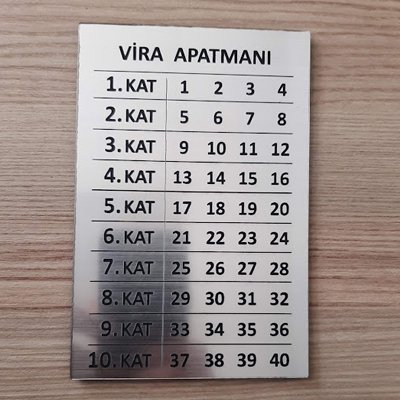 VİRA APATMANI
1.KAT 1 2 3 4
2.KAT 5 6 7 8
3.KAT 9 10 11 12
4.KAT 13 14 15 16
5.KAT 17 18 19 20
6.KAT 21 22 23 24
7.KAT 25 26 27 28
8.KAT 29 30 31 32
9.KAT 33 34 35 36
10.KAT 37 38 39 40